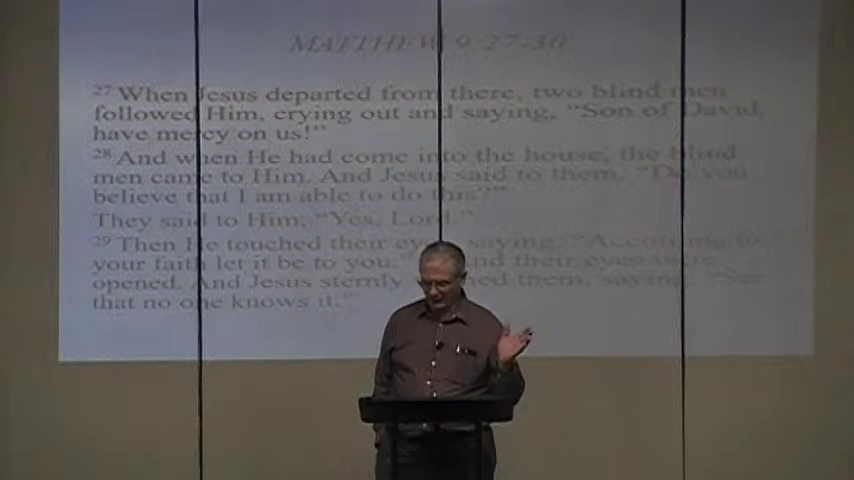 MATTHEW 9:27-30
27 When Jesus departed from there, two blind men
followed Him, crying out and saying, "Son of David,
have mercy on us!"
28 And when He had come into the house, the blind
men came to Him. And Jesus said to them, "Do you
believe that I am able to do this?"
They said to Him, "Yes, Lord."
29 Then He touched their eyes, saying, "According to
your faith let it be to you." And their eyes were
opened. And Jesus sternly them, saying, "See
that no one knows it."